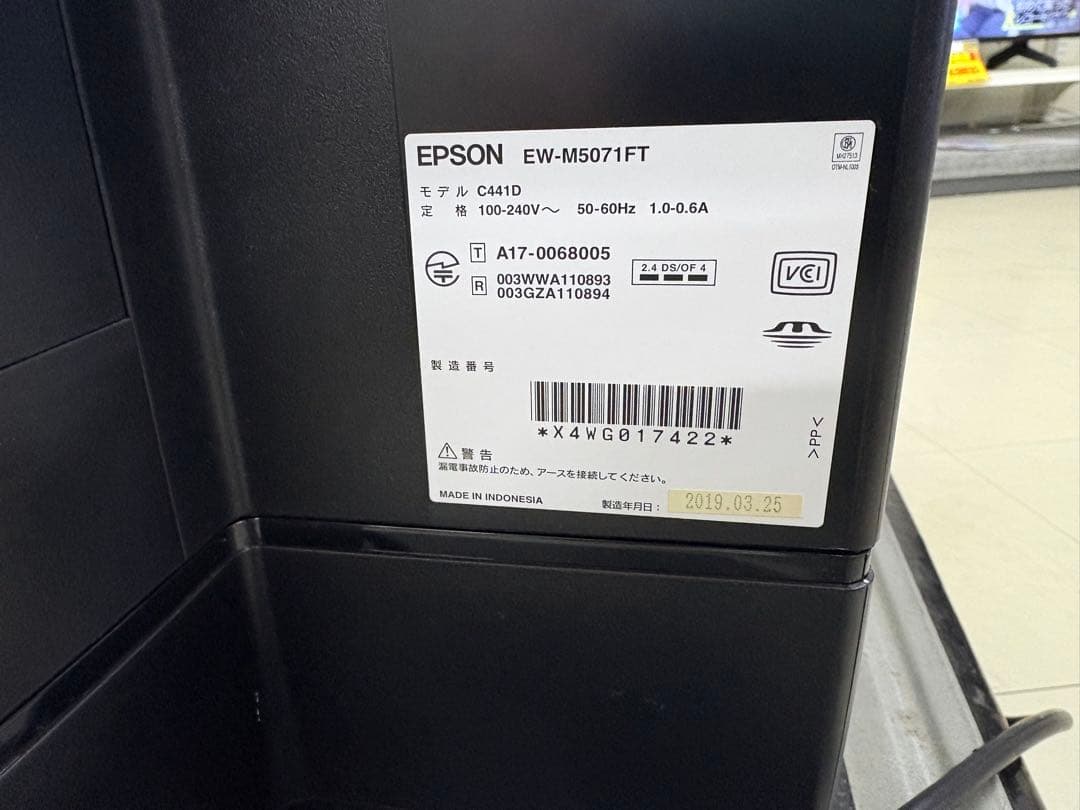 EPSON EW-M5071FT
モデル C441D
定 格 100-240V～ 50-60Hz 1.0-0.6A
T A17-0068005
R 003WWA110893
003GZA110894
2.4 DS/OF 4
VCI
製造番号
*X4WG017422*
>PP<
警告
漏電事故防止のため、アースを接続してください。
MADE IN INDONESIA
製造年月日： 2019.03.25